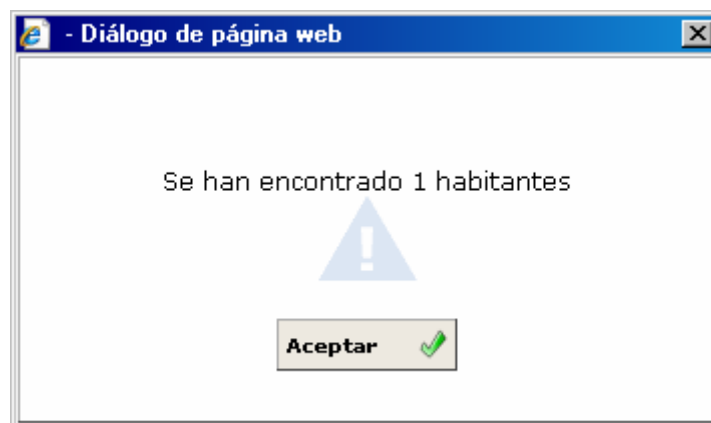 - Diálogo de página web
Se han encontrado 1 habitantes
Aceptar